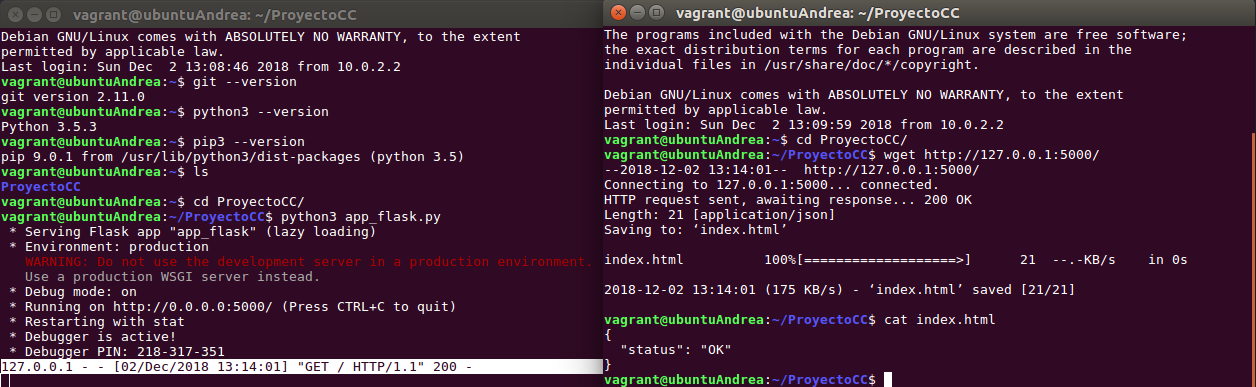 vagrant@ubuntuAndrea: ~/ProyectoCC
Debian GNU/Linux comes with ABSOLUTELY NO WARRANTY, to the extent
permitted by applicable law.
Last login: Sun Dec  2 13:08:46 2018 from 10.0.2.2
vagrant@ubuntuAndrea:~$ git --version
git version 2.11.0
vagrant@ubuntuAndrea:~$ python3 --version
Python 3.5.3
vagrant@ubuntuAndrea:~$ pip3 --version
pip 9.0.1 from /usr/lib/python3/dist-packages (python 3.5)
vagrant@ubuntuAndrea:~$ ls
ProyectoCC
vagrant@ubuntuAndrea:~$ cd ProyectoCC/
vagrant@ubuntuAndrea:~/ProyectoCC$ python3 app_flask.py
 * Serving Flask app "app_flask" (lazy loading)
 * Environment: production
   WARNING: Do not use the development server in a production environment.
   Use a production WSGI server instead.
 * Debug mode: on
 * Running on http://0.0.0.0:5000/ (Press CTRL+C to quit)
 * Restarting with stat
 * Debugger is active!
 * Debugger PIN: 218-317-351
127.0.0.1 - - [02/Dec/2018 13:14:01] "GET / HTTP/1.1" 200 -
vagrant@ubuntuAndrea: ~/ProyectoCC
The programs included with the Debian GNU/Linux system are free software;
the exact distribution terms for each program are described in the
individual files in /usr/share/doc/*/copyright.
Debian GNU/Linux comes with ABSOLUTELY NO WARRANTY, to the extent
permitted by applicable law.
Last login: Sun Dec  2 13:09:59 2018 from 10.0.2.2
vagrant@ubuntuAndrea:~$ cd ProyectoCC/
vagrant@ubuntuAndrea:~/ProyectoCC$ wget http://127.0.0.1:5000/
--2018-12-02 13:14:01--  http://127.0.0.1:5000/
Connecting to 127.0.0.1:5000... connected.
HTTP request sent, awaiting response... 200 OK
Length: 21 [application/json]
Saving to: ‘index.html’
index.html          100%[===================>]      21  --.-KB/s    in 0s
2018-12-02 13:14:01 (175 KB/s) - ‘index.html’ saved [21/21]
vagrant@ubuntuAndrea:~/ProyectoCC$ cat index.html
{
  "status": "OK"
}
vagrant@ubuntuAndrea:~/ProyectoCC$